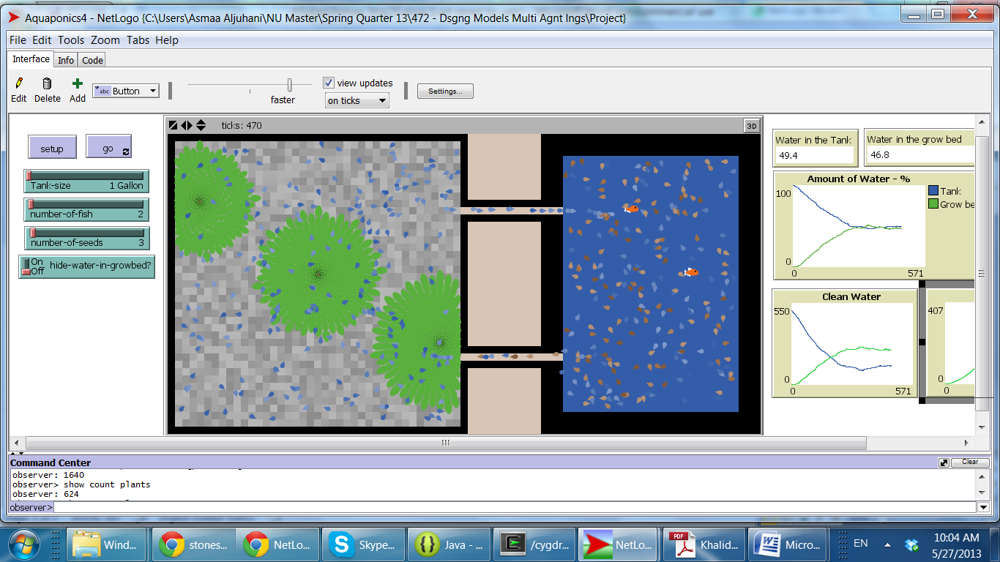 Aquaponics4 - NetLogo {C:\Users\Asmaa Aljuhani\NU Master\Spring Quarter 13\472 - Dsgng Models Multi Agnt lngs\Project}
File Edit Tools Zoom Tabs Help
Interface Info Code
Edit Delete Add abc Button faster view updates on ticks Settings...
ticks: 470 3D
setup go
Tank-size 1 Gallon
number-of-fish 2
number-of-seeds 3
On Off hide-water-in-growbed?
Water in the Tank
49.4
Water in the grow bed
46.8
Amount of Water - %
100
0
0 571
Tank
Grow be
Clean Water
550
0
0 571
407
0
0
Command Center Clear
observer: 1640
observer> show count plants
observer: 624
observer>
Wind... stones... NetLo... Skype... Java - ... /cygdr... NetLo... PDF Khalid... Micro... EN 10:04 AM
5/27/2013